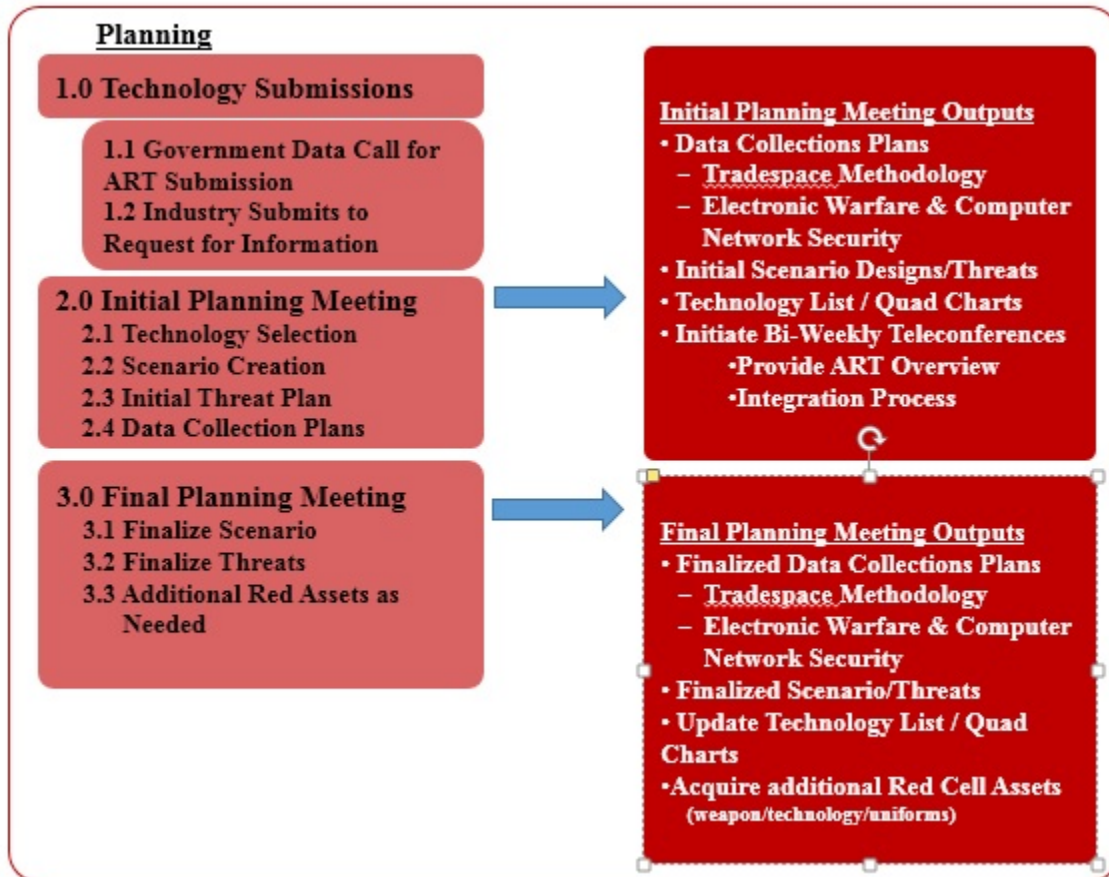 Planning
1.0 Technology Submissions
1.1 Government Data Call for
ART Submission
1.2 Industry Submits to
Request for Information
2.0 Initial Planning Meeting
2.1 Technology Selection
2.2 Scenario Creation
2.3 Initial Threat Plan
2.4 Data Collection Plans
3.0 Final Planning Meeting
3.1 Finalize Scenario
3.2 Finalize Threats
3.3 Additional Red Assets as
Needed
Initial Planning Meeting Outputs
• Data Collections Plans
– Tradespace Methodology
– Electronic Warfare & Computer
Network Security
• Initial Scenario Designs/Threats
• Technology List / Quad Charts
• Initiate Bi-Weekly Teleconferences
•Provide ART Overview
•Integration Process
Final Planning Meeting Outputs
• Finalized Data Collections Plans
– Tradespace Methodology
– Electronic Warfare & Computer
Network Security
• Finalized Scenario/Threats
• Update Technology List / Quad
Charts
•Acquire additional Red Cell Assets
(weapon/technology/uniforms)